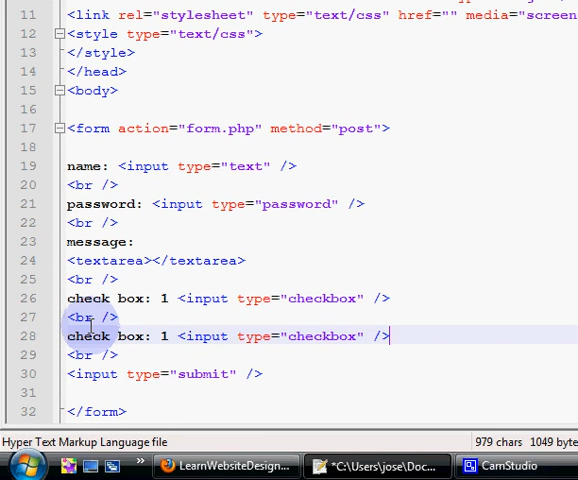 11 <link rel="stylesheet" type="text/css" href="" media="screen
12 <style type="text/css">
13 </style>
14 </head>
15 <body>
16
17 <form action="form.php" method="post">
18
19 name: <input type="text" />
20 <br />
21 password: <input type="password" />
22 <br />
23 message:
24 <textarea></textarea>
25 <br />
26 check box: 1 <input type="checkbox" />
27 <br />
28 check box: 1 <input type="checkbox" />
29 <br />
30 <input type="submit" />
31
32 </form>
Hyper Text Markup Language file 979 chars 1049 byte
» LearnWebsiteDesign... *C:\Users\jose\Doc... CamStudio